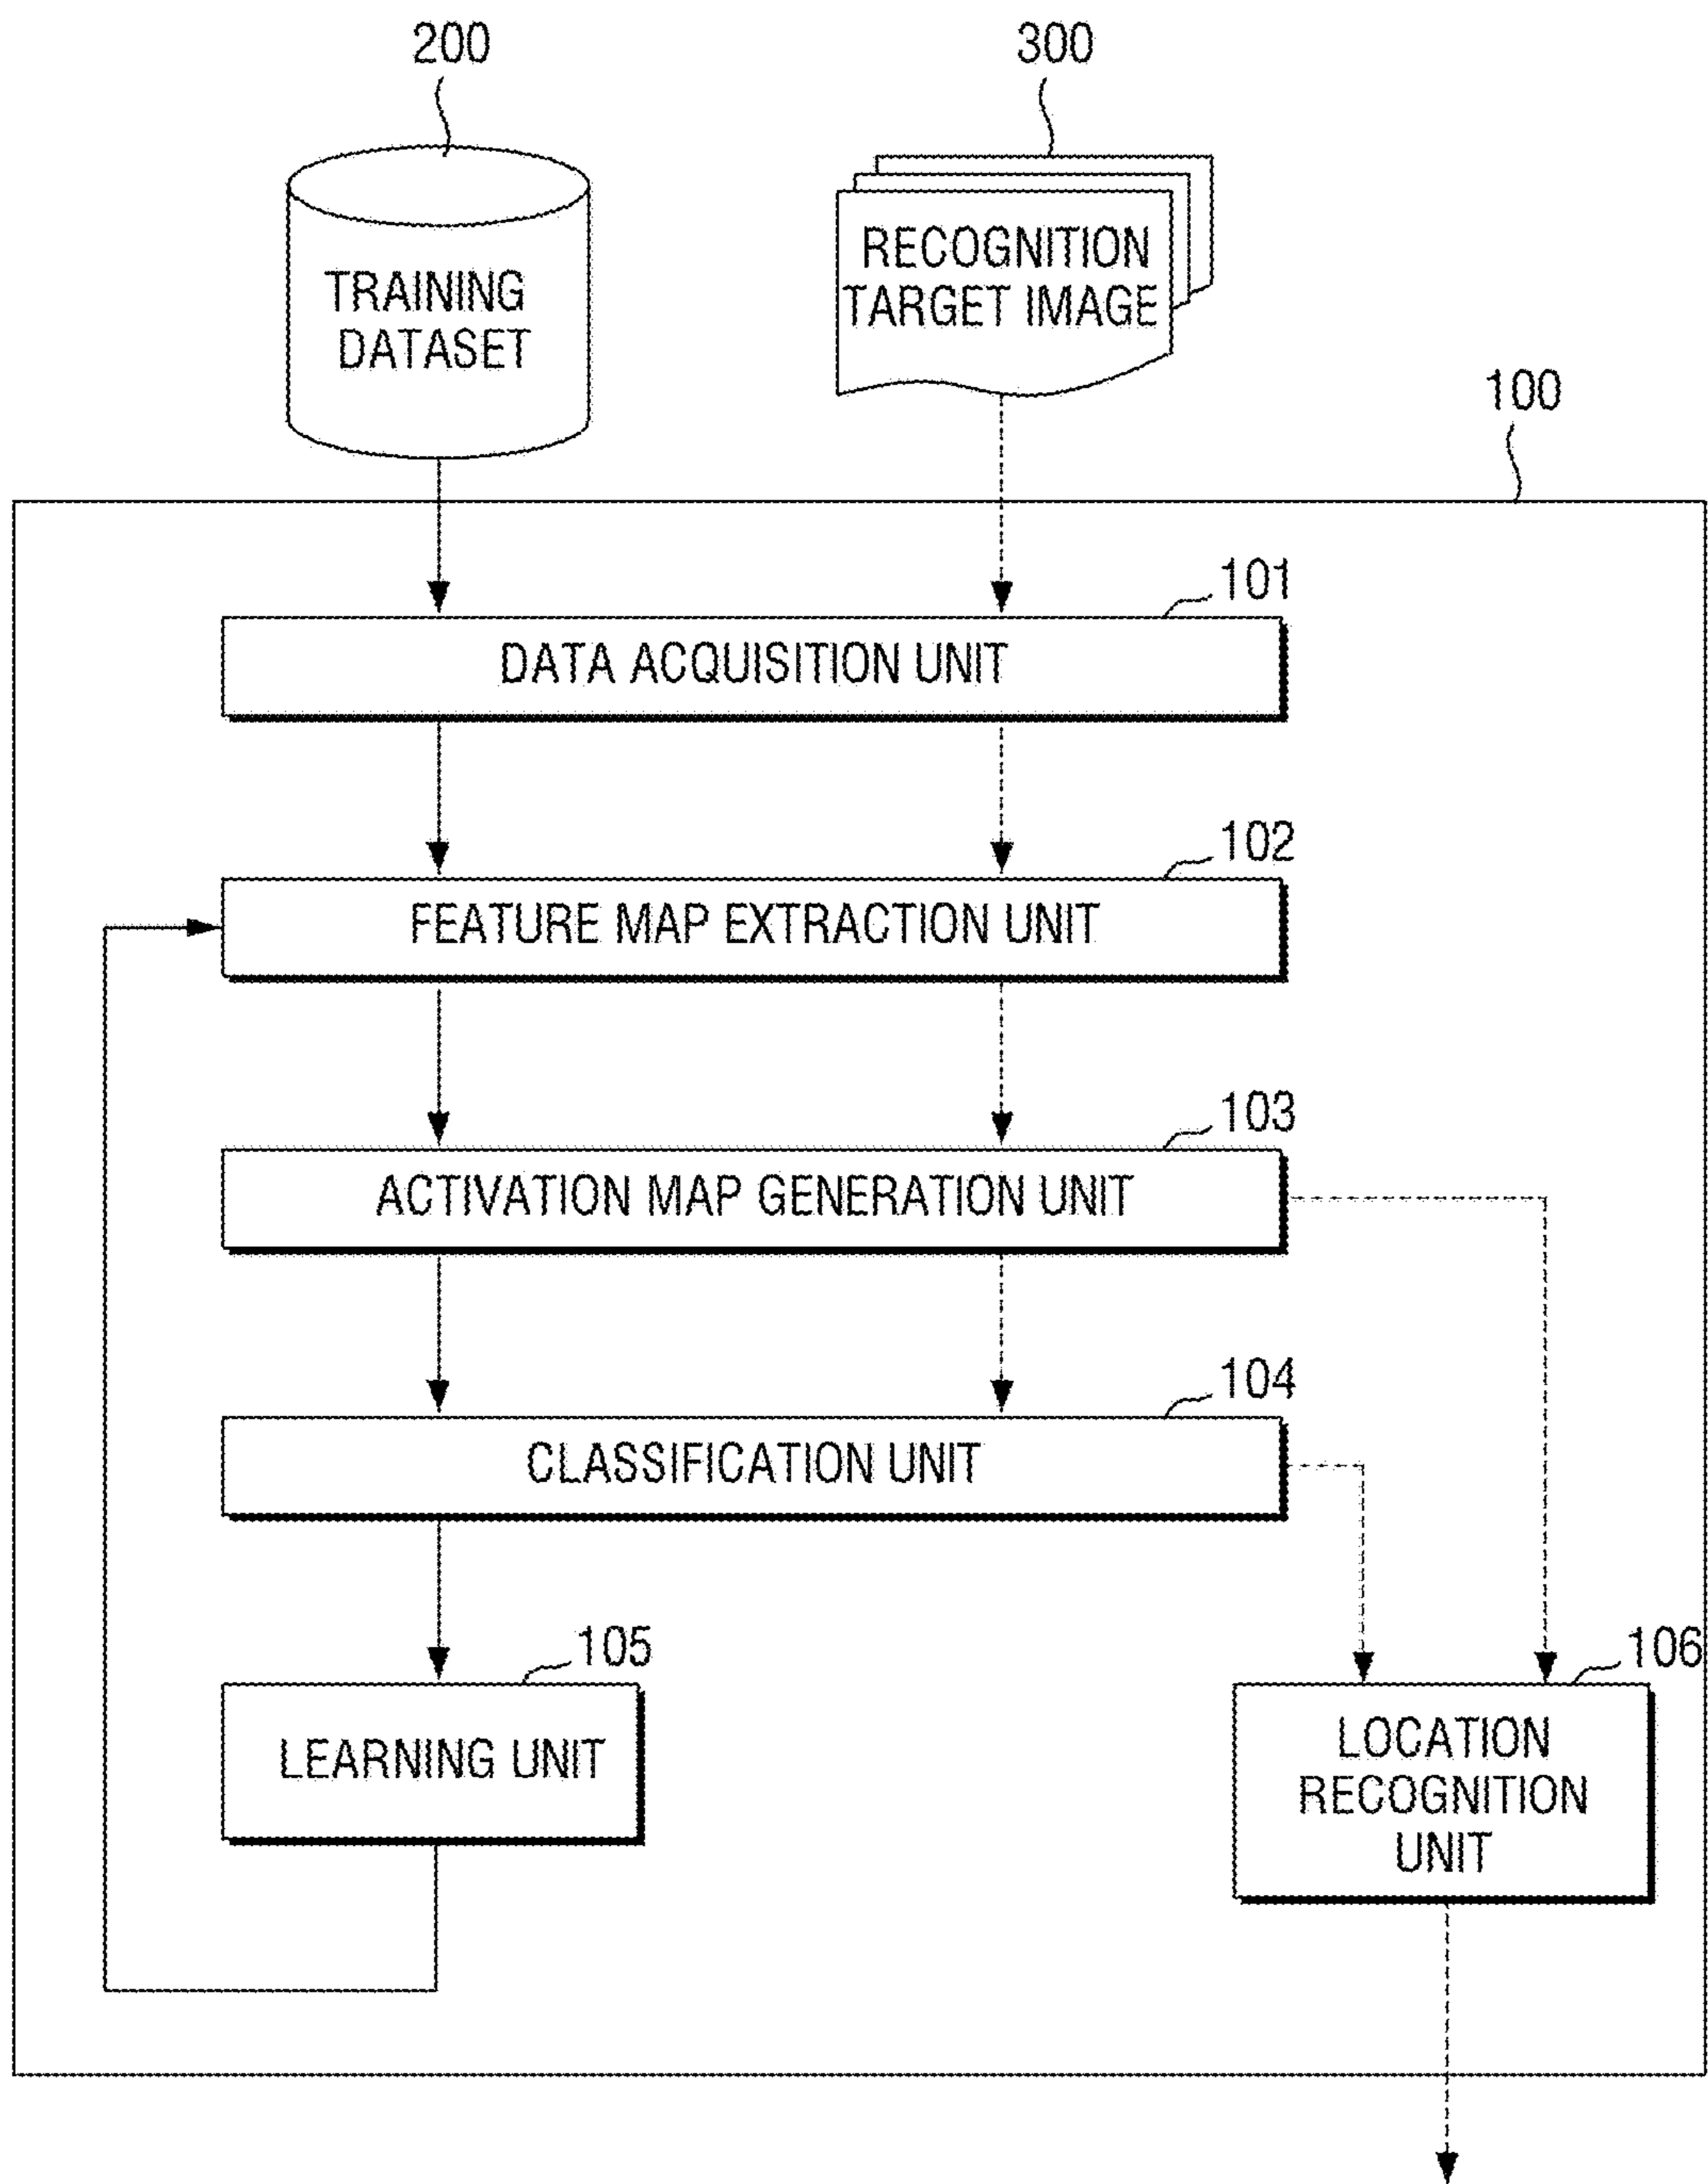 200
300
TRAINING
DATASET
RECOGNITION
TARGET IMAGE
100
101
DATA ACQUISITION UNIT
102
FEATURE MAP EXTRACTION UNIT
103
ACTIVATION MAP GENERATION UNIT
104
CLASSIFICATION UNIT
105
LEARNING UNIT
106
LOCATION
RECOGNITION
UNIT